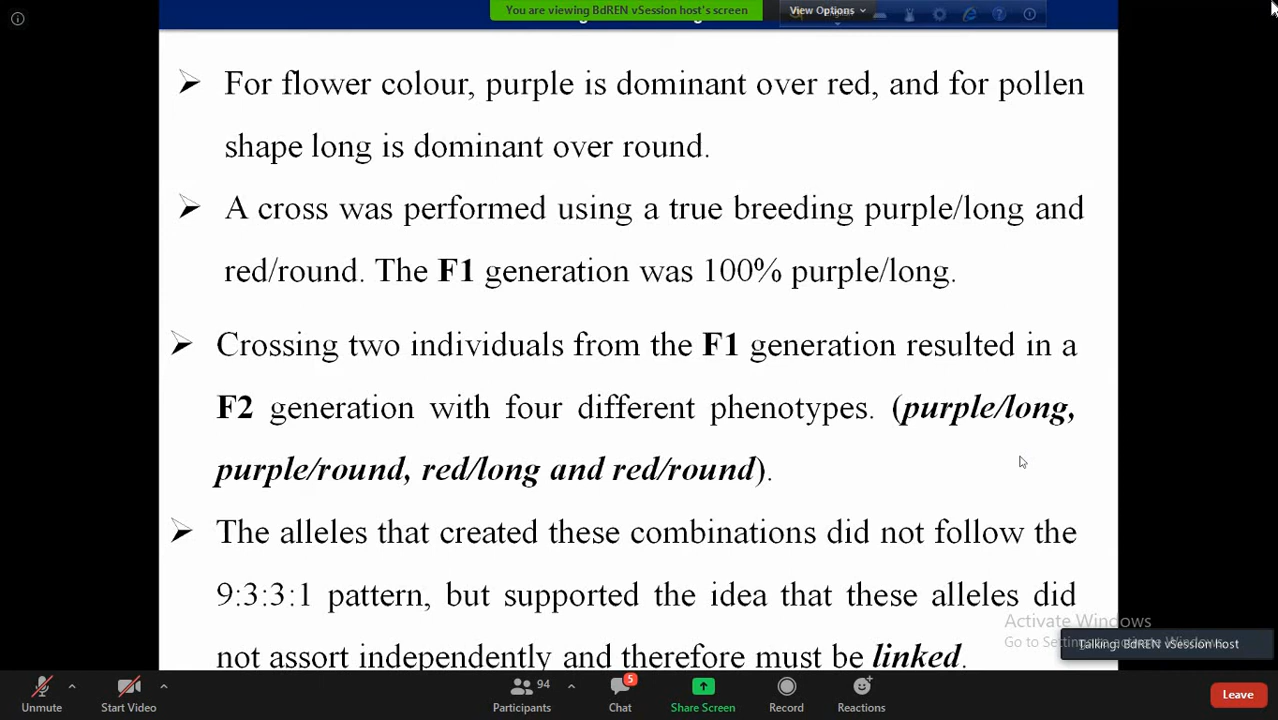 You are viewing BdREN vSession host's screen
View Options
➢ For flower colour, purple is dominant over red, and for pollen
shape long is dominant over round.
➢ A cross was performed using a true breeding purple/long and
red/round. The F1 generation was 100% purple/long.
➢ Crossing two individuals from the F1 generation resulted in a
F2 generation with four different phenotypes. (purple/long,
purple/round, red/long and red/round).
➢ The alleles that created these combinations did not follow the
9:3:3:1 pattern, but supported the idea that these alleles did
not assort independently and therefore must be linked.
Activate Windows
Go to Settings to activate Windows.
Talking: BdREN vSession host
Unmute
Start Video
94
Participants
5
Chat
Share Screen
Record
Reactions
Leave